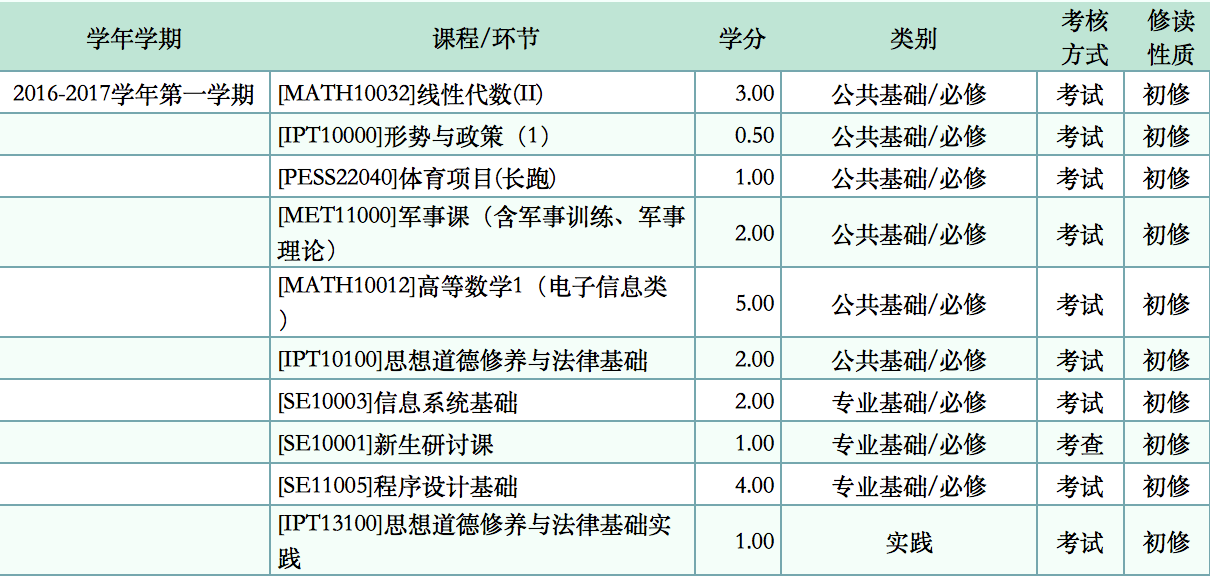 学年学期 课程/环节 学分 类别 考核方式 修读性质
2016-2017学年第一学期 [MATH10032]线性代数(II) 3.00 公共基础/必修 考试 初修
[IPT10000]形势与政策（1） 0.50 公共基础/必修 考试 初修
[PESS22040]体育项目(长跑) 1.00 公共基础/必修 考试 初修
[MET11000]军事课（含军事训练、军事
理论） 2.00 公共基础/必修 考试 初修
[MATH10012]高等数学1（电子信息类
） 5.00 公共基础/必修 考试 初修
[IPT10100]思想道德修养与法律基础 2.00 公共基础/必修 考试 初修
[SE10003]信息系统基础 2.00 专业基础/必修 考试 初修
[SE10001]新生研讨课 1.00 专业基础/必修 考查 初修
[SE11005]程序设计基础 4.00 专业基础/必修 考试 初修
[IPT13100]思想道德修养与法律基础实
践 1.00 实践 考试 初修